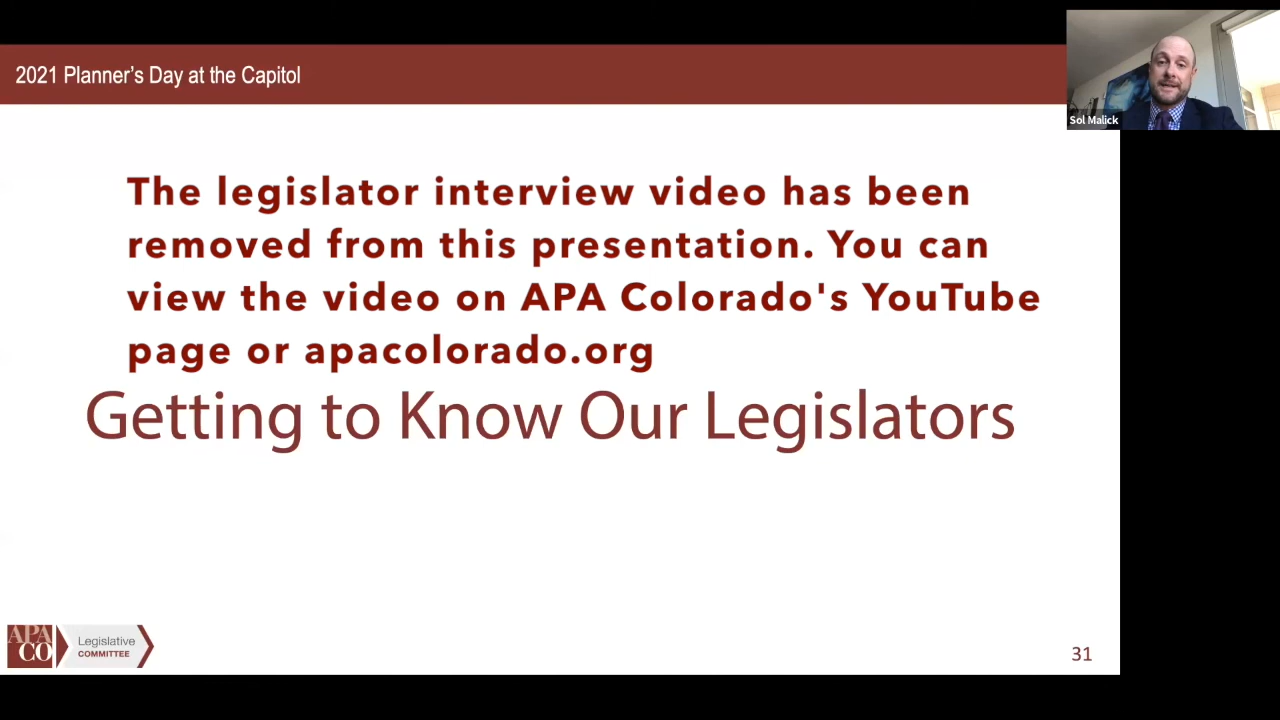 2021 Planner's Day at the Capitol
Sol Malick
The legislator interview video has been
removed from this presentation. You can
view the video on APA Colorado's YouTube
page or apacolorado.org
Getting to Know Our Legislators
APA
CO
Legislative
COMMITTEE
31